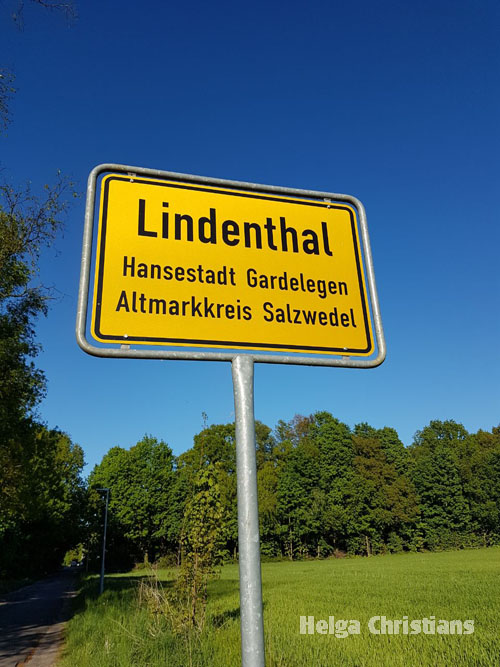 Lindenthal
Hansestadt Gardelegen
Altmarkkreis Salzwedel
Helga Christians